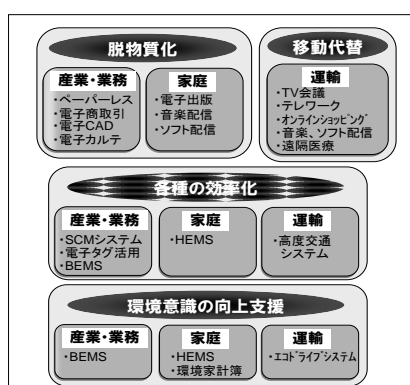 脱物質化
産業・業務
・ペーパーレス
・電子商取引
・電子CAD
・電子カルテ
家庭
・電子出版
・音楽配信
・ソフト配信
移動代替
運輸
・TV会議
・テレワーク
・オンラインショッピング
・音楽、ソフト配信
・遠隔医療
各種の効率化
産業・業務
・SCMシステム
・電子タグ活用
・BEMS
家庭
・HEMS
運輸
・高度交通
システム
環境意識の向上支援
産業・業務
・BEMS
家庭
・HEMS
・環境家計簿
運輸
・エコドライブシステム